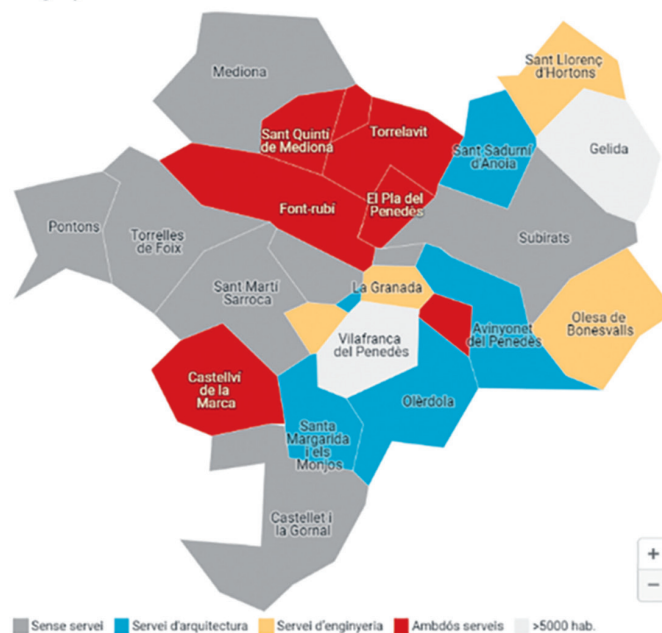 Mediona
Sant Llorenç
d'Hortons
Sant Quintí
de Mediona
Torrelavit
Sant Sadurní
d'Anoia
Gelida
Font-rubí
El Pla del
Penedès
Pontons
Torrelles
de Foix
Subirats
Sant Martí
Sarroca
La Granada
Olesa de
Bonesvalls
Vilafranca
del Penedès
Avinyonet
del Penedès
Castellví
de la
Marca
Olèrdola
Santa
Margarida
i els
Monjos
Castellet i
la Gornal
+
−
Sense servei Servei d'arquitectura Servei d'enginyeria Ambdós serveis >5000 hab.